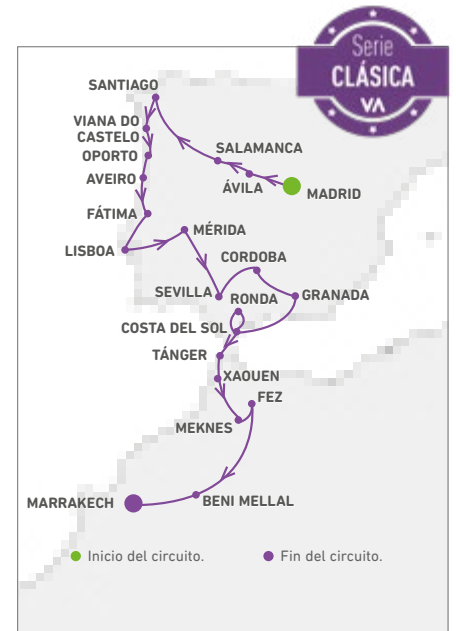 Serie
CLÁSICA
VA
SANTIAGO
VIANA DO
CASTELO
OPORTO
AVEIRO
FÁTIMA
LISBOA
SALAMANCA
ÁVILA
MADRID
MÉRIDA
CORDOBA
SEVILLA
RONDA
GRANADA
COSTA DEL SOL
TÁNGER
XAOUEN
FEZ
MEKNES
MARRAKECH
BENI MELLAL
Inicio del circuito.
Fin del circuito.